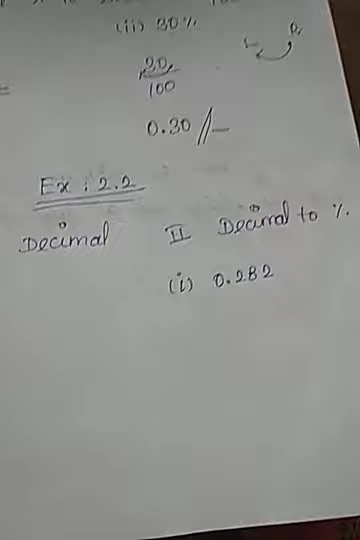 (ii) 30%
30
100
0.30 //
Ex : 2.2
Decimal
II Decimal to %
(i) 0.282